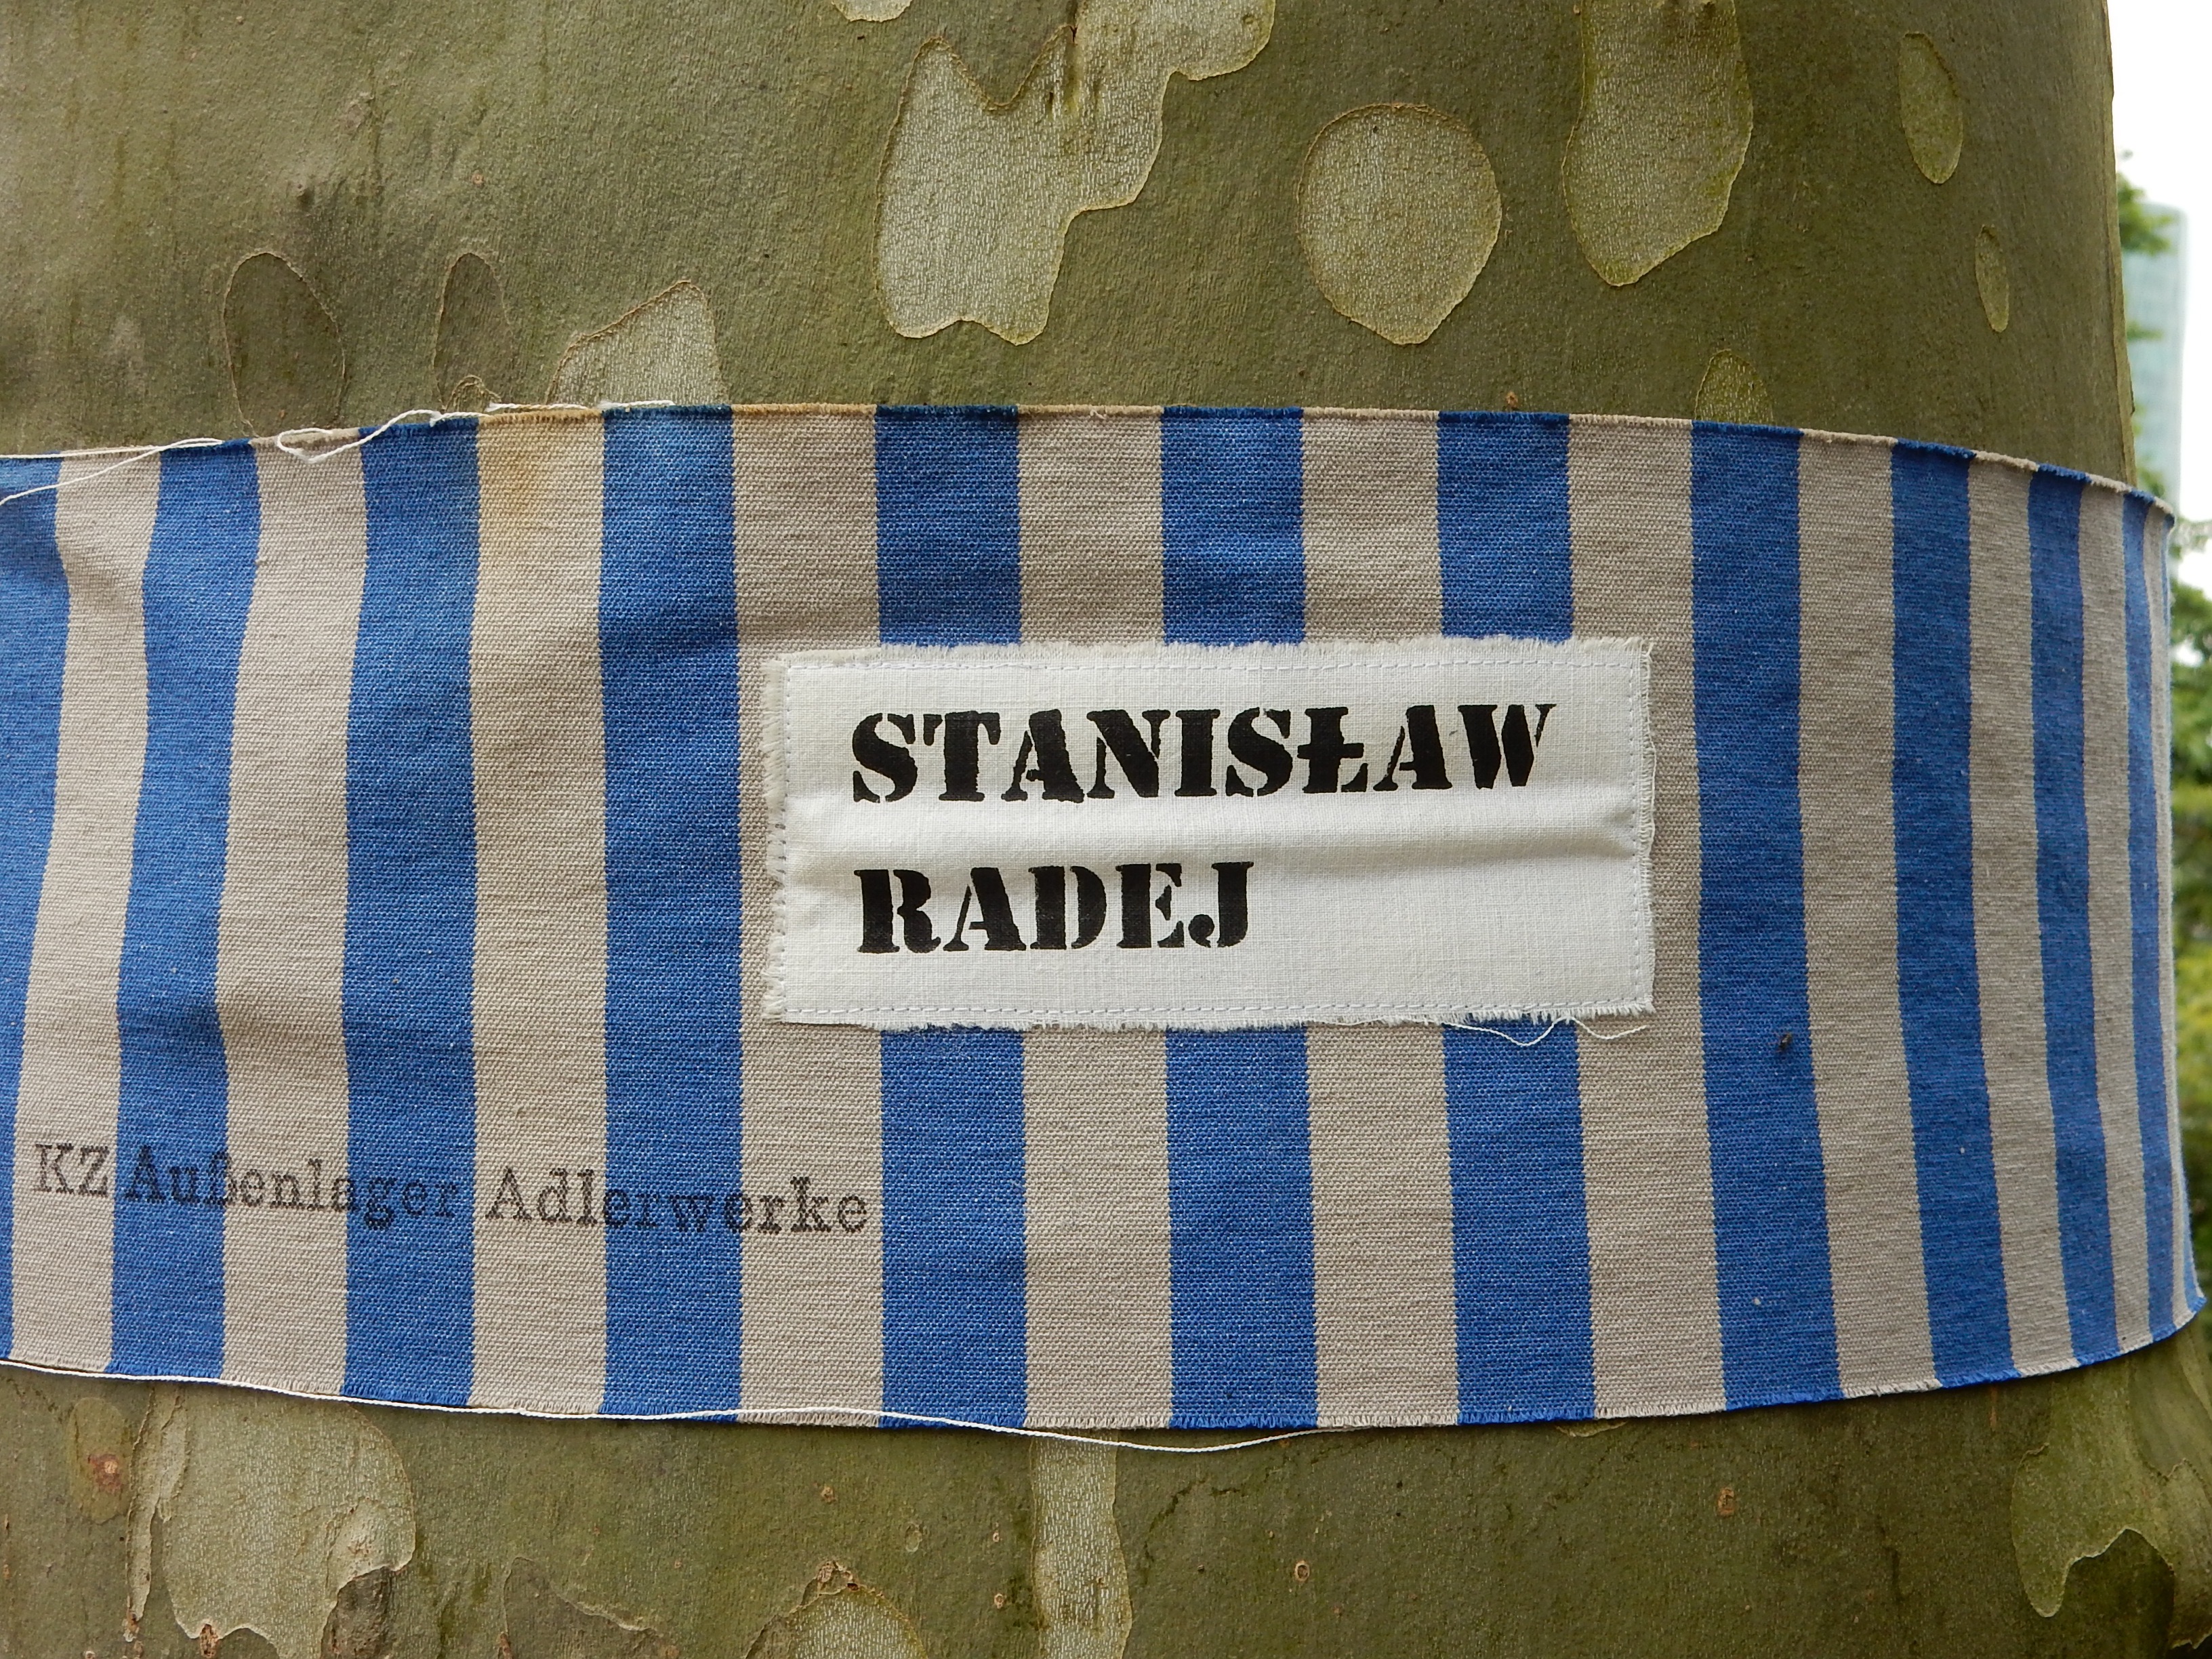 STANISŁAW
RADEJ
KZ Außenlager Adlerwerke